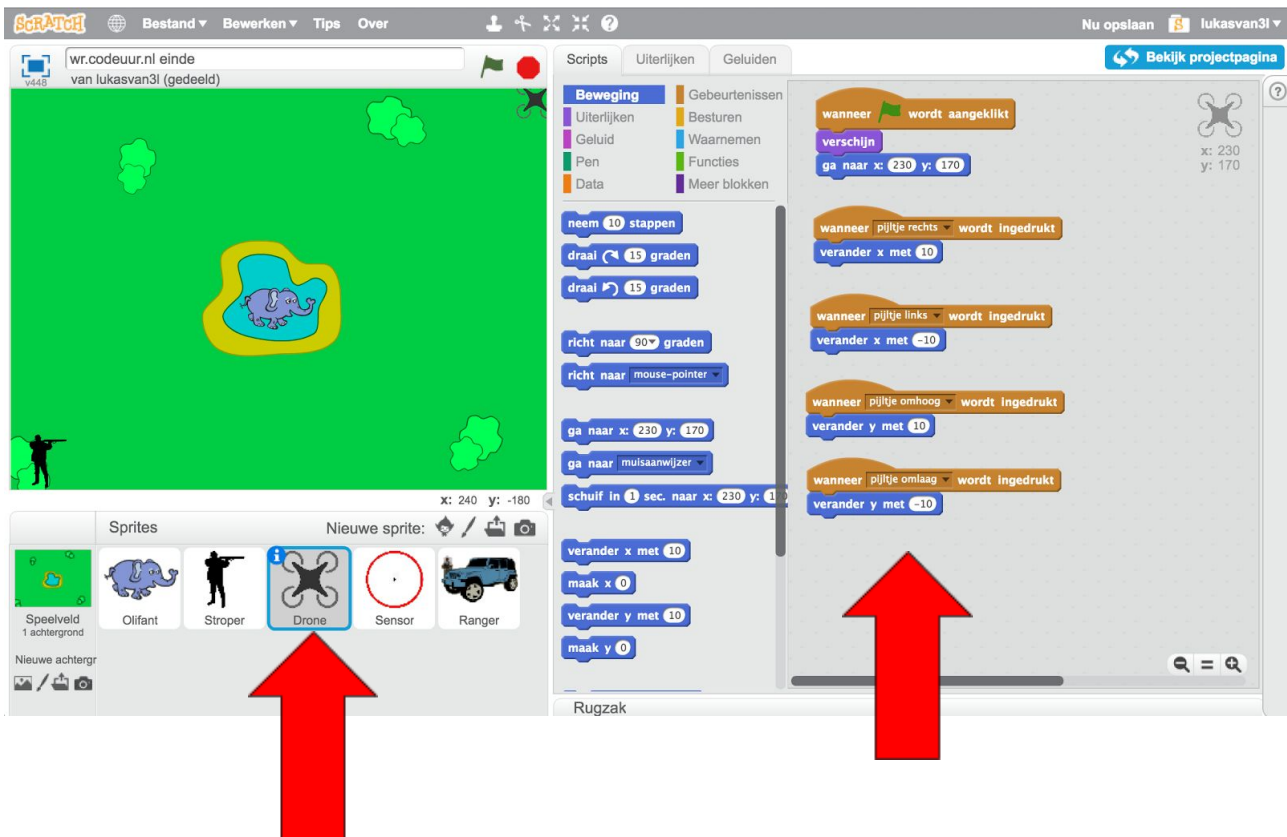 SCRATCH Bestand Bewerken Tips Over Nu opslaan lukasvan3l
v448 wr.codeuur.nl einde
van lukasvan3l (gedeeld)
Scripts Uiterlijken Geluiden
Bekijk projectpagina
Beweging Gebeurtenissen
Uiterlijken Besturen
Geluid Waarnemen
Pen Functies
Data Meer blokken
neem 10 stappen
draai 15 graden
draai 15 graden
richt naar 90 graden
richt naar mouse-pointer
ga naar x: 230 y: 170
ga naar muisaanwijzer
schuif in 1 sec. naar x: 230 y: 170
verander x met 10
maak x 0
verander y met 10
maak y 0
wanneer wordt aangeklikt
verschijn
ga naar x: 230 y: 170
x: 230
y: 170
wanneer pijltje rechts wordt ingedrukt
verander x met 10
wanneer pijltje links wordt ingedrukt
verander x met -10
wanneer pijltje omhoog wordt ingedrukt
verander y met 10
wanneer pijltje omlaag wordt ingedrukt
verander y met -10
x: 240 y: -180
Sprites Nieuwe sprite:
Speelveld
1 achtergrond
Olifant Stroper Drone Sensor Ranger
Nieuwe achtergr
Rugzak